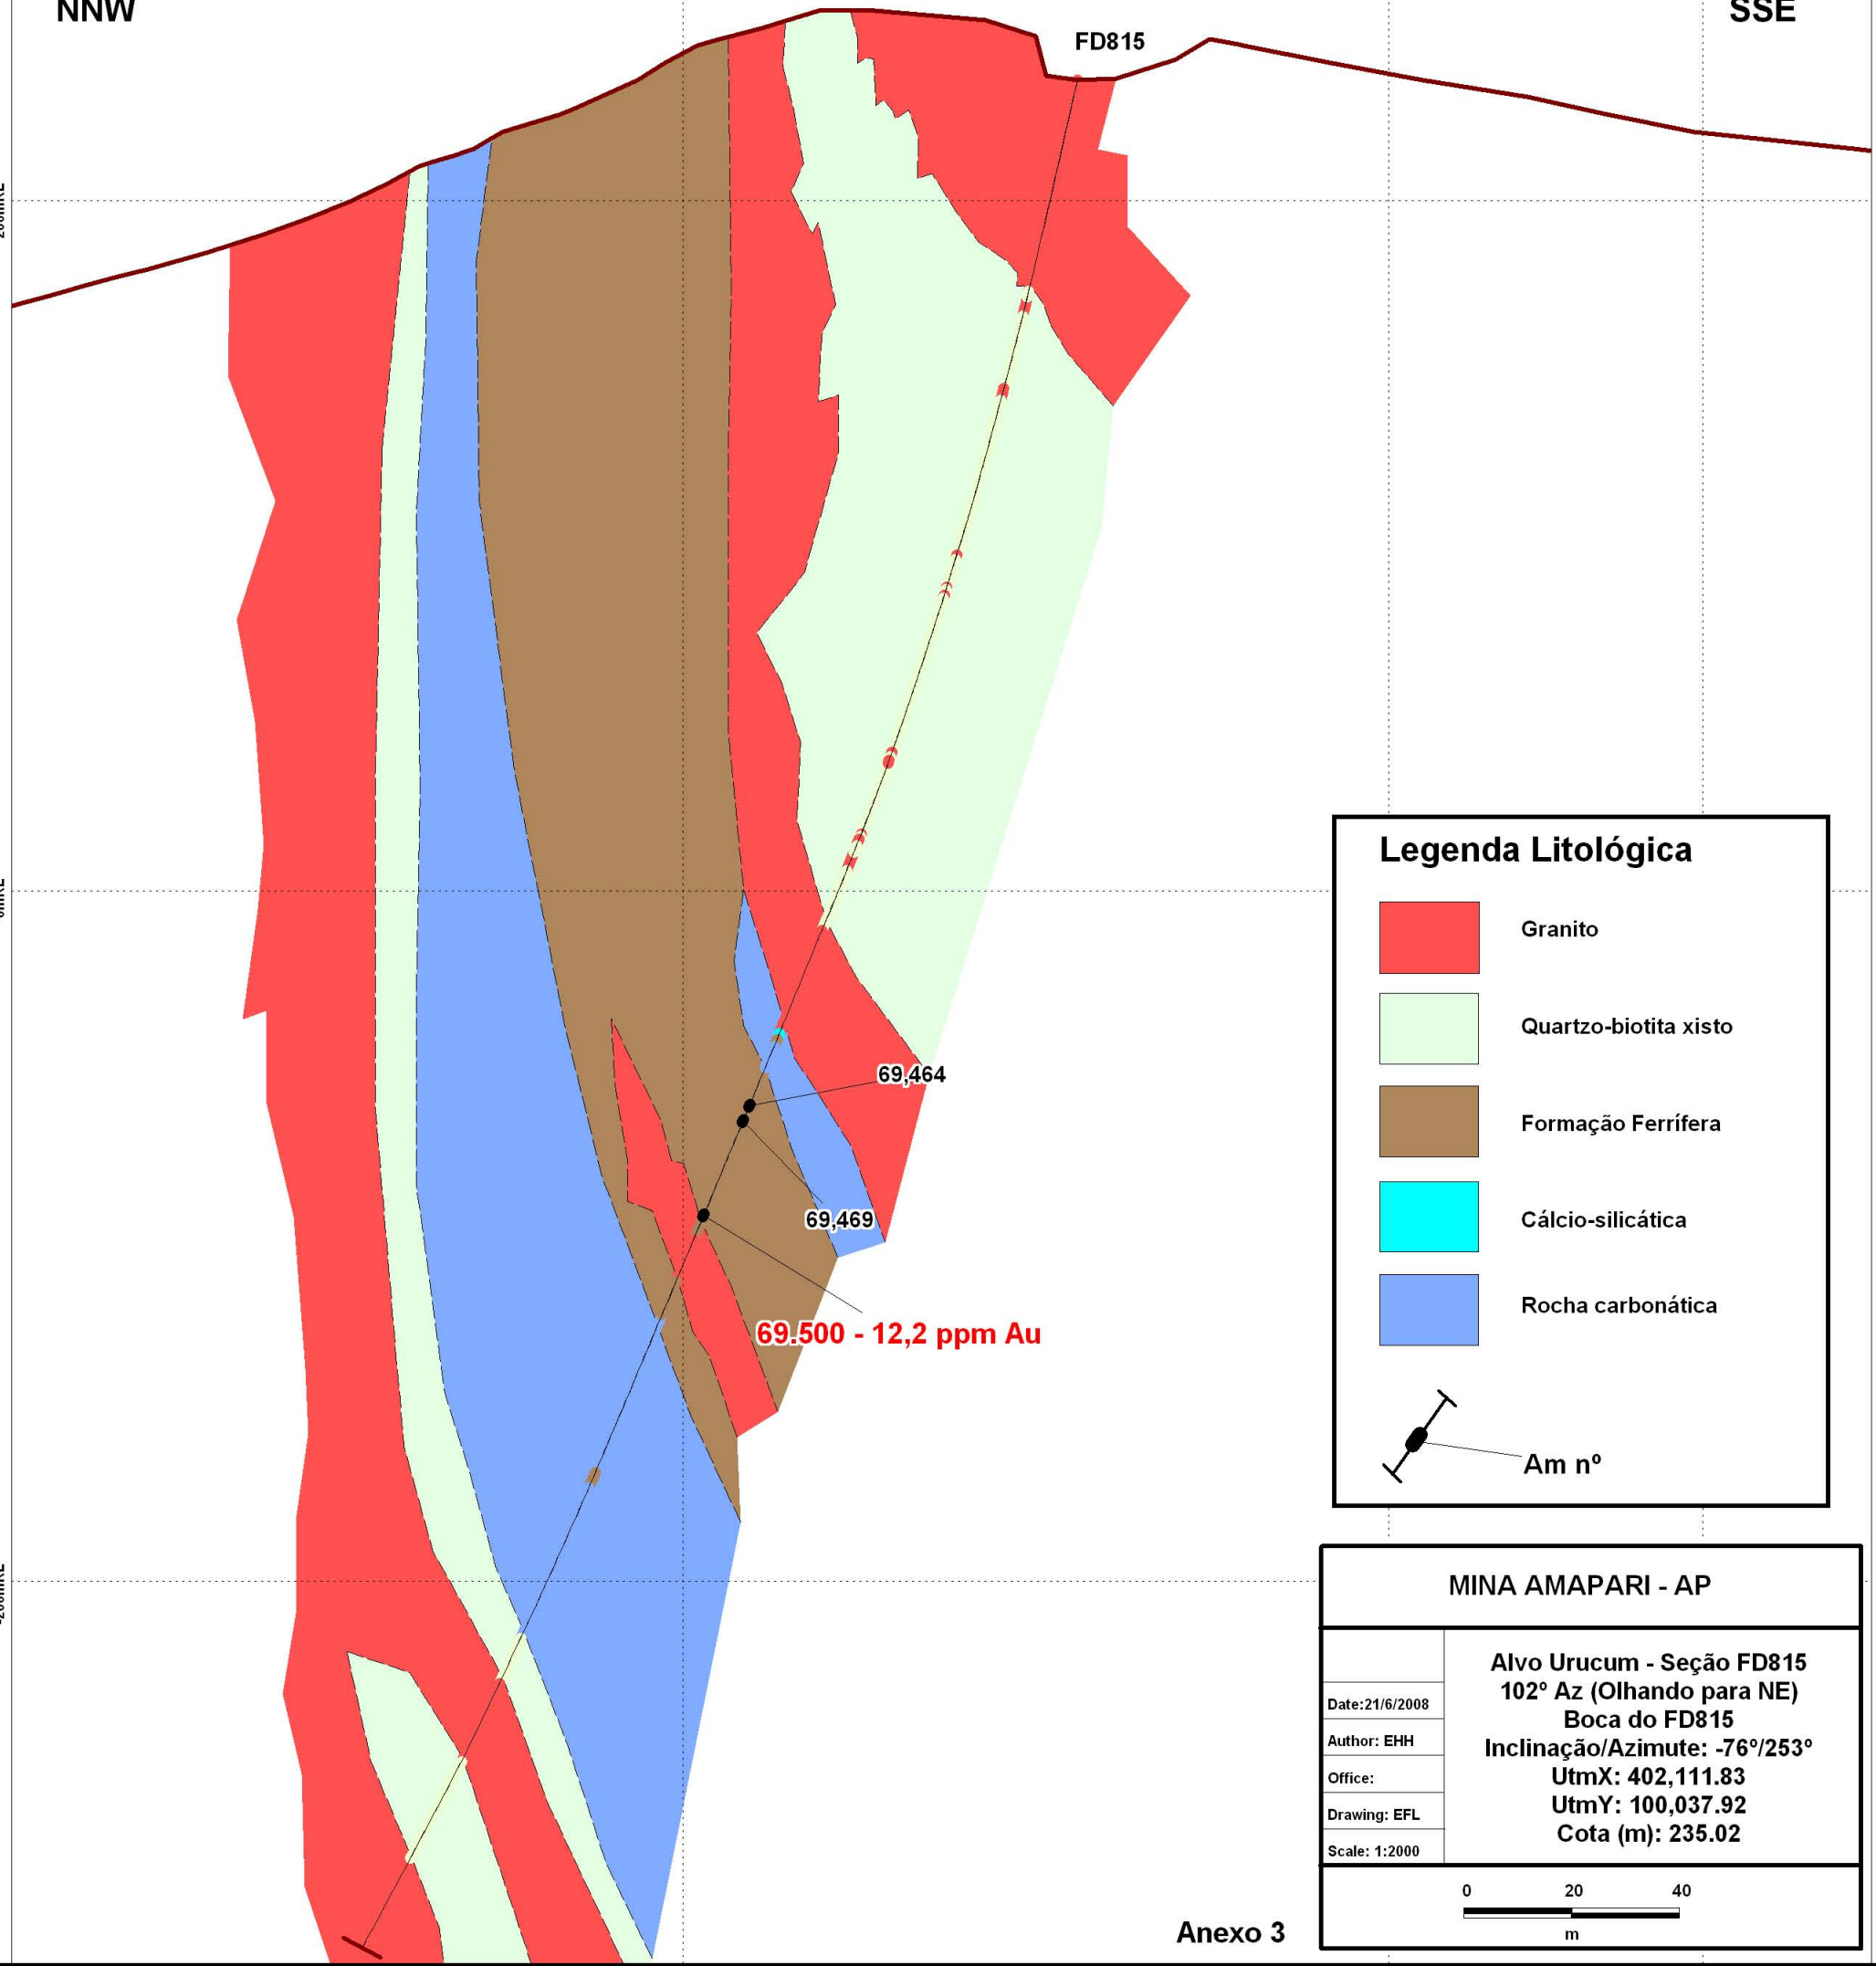 NNW
SSE
FD815
69,464
69,469
69.500 - 12,2 ppm Au
Legenda Litológica
Granito
Quartzo-biotita xisto
Formação Ferrífera
Cálcio-silicática
Rocha carbonática
Am nº
MINA AMAPARI - AP
Date:21/6/2008
Author: EHH
Office:
Drawing: EFL
Scale: 1:2000
Alvo Urucum - Seção FD815
102º Az (Olhando para NE)
Boca do FD815
Inclinação/Azimute: -76º/253º
UtmX: 402,111.83
UtmY: 100,037.92
Cota (m): 235.02
0 20 40
m
Anexo 3